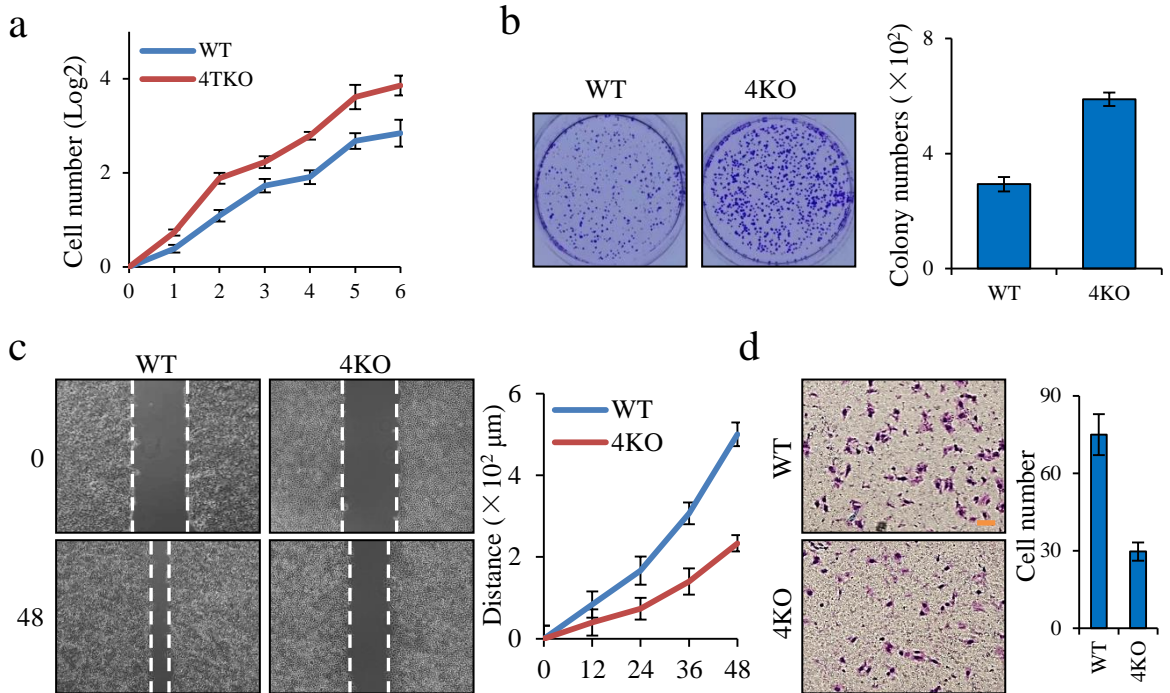 a
Cell number (Log2)
4
2
0
WT
4TKO
0 1 2 3 4 5 6
b
WT 4KO
Colony numbers (×10²)
8
4
0
WT 4KO
c
WT 4KO
0
48
Distance (×10² μm)
6
4
2
0
WT
4KO
0 12 24 36 48
d
WT
4KO
Cell number
90
60
30
0
WT 4KO